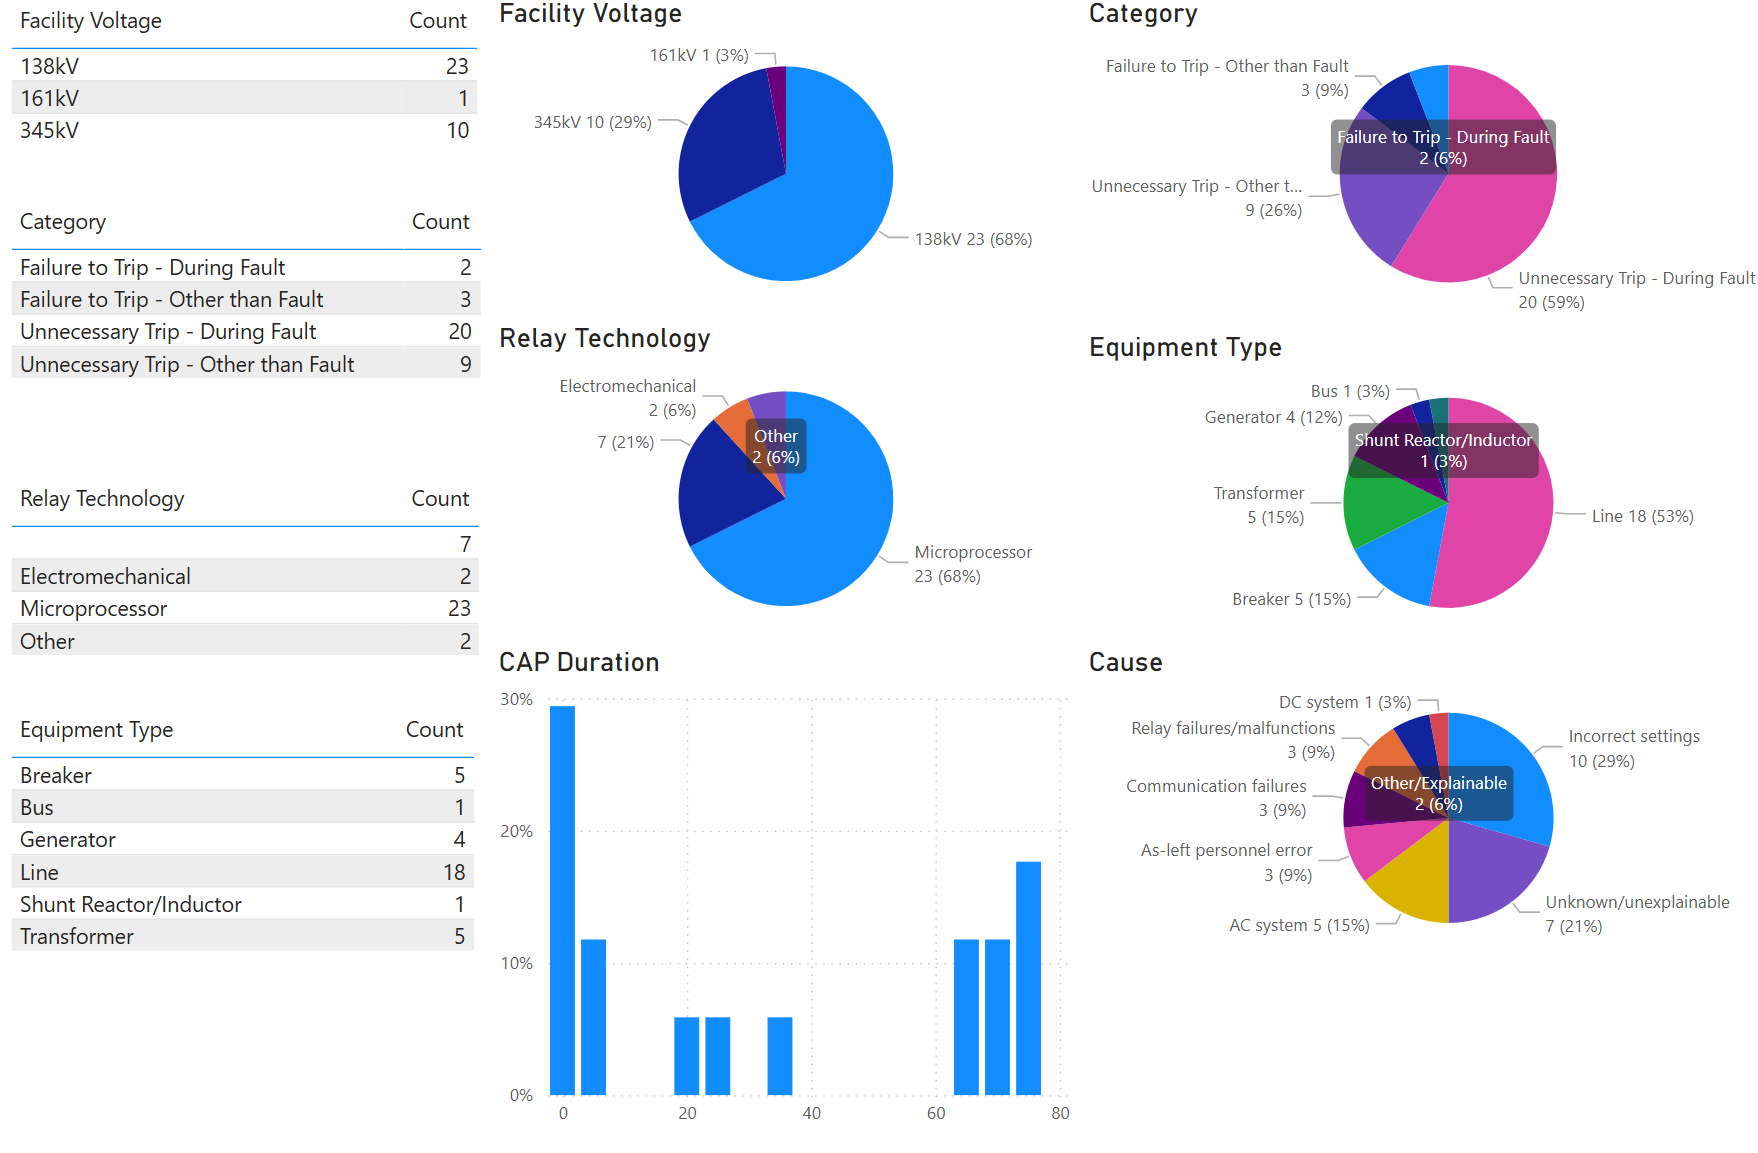 Facility Voltage Count
138kV 23
161kV 1
345kV 10
Category Count
Failure to Trip - During Fault 2
Failure to Trip - Other than Fault 3
Unnecessary Trip - During Fault 20
Unnecessary Trip - Other than Fault 9
Relay Technology Count
7
Electromechanical 2
Microprocessor 23
Other 2
Equipment Type Count
Breaker 5
Bus 1
Generator 4
Line 18
Shunt Reactor/Inductor 1
Transformer 5
Facility Voltage
161kV 1 (3%)
345kV 10 (29%)
138kV 23 (68%)
Category
Failure to Trip - Other than Fault
3 (9%)
Failure to Trip - During Fault
2 (6%)
Unnecessary Trip - Other t...
9 (26%)
Unnecessary Trip - During Fault
20 (59%)
Relay Technology
Electromechanical
2 (6%)
7 (21%)
Other
2 (6%)
Microprocessor
23 (68%)
Equipment Type
Bus 1 (3%)
Generator 4 (12%)
Shunt Reactor/Inductor
1 (3%)
Transformer
5 (15%)
Line 18 (53%)
Breaker 5 (15%)
CAP Duration
30%
20%
10%
0%
0 20 40 60 80
Cause
DC system 1 (3%)
Relay failures/malfunctions
3 (9%)
Incorrect settings
10 (29%)
Communication failures
3 (9%)
Other/Explainable
2 (6%)
As-left personnel error
3 (9%)
AC system 5 (15%)
Unknown/unexplainable
7 (21%)